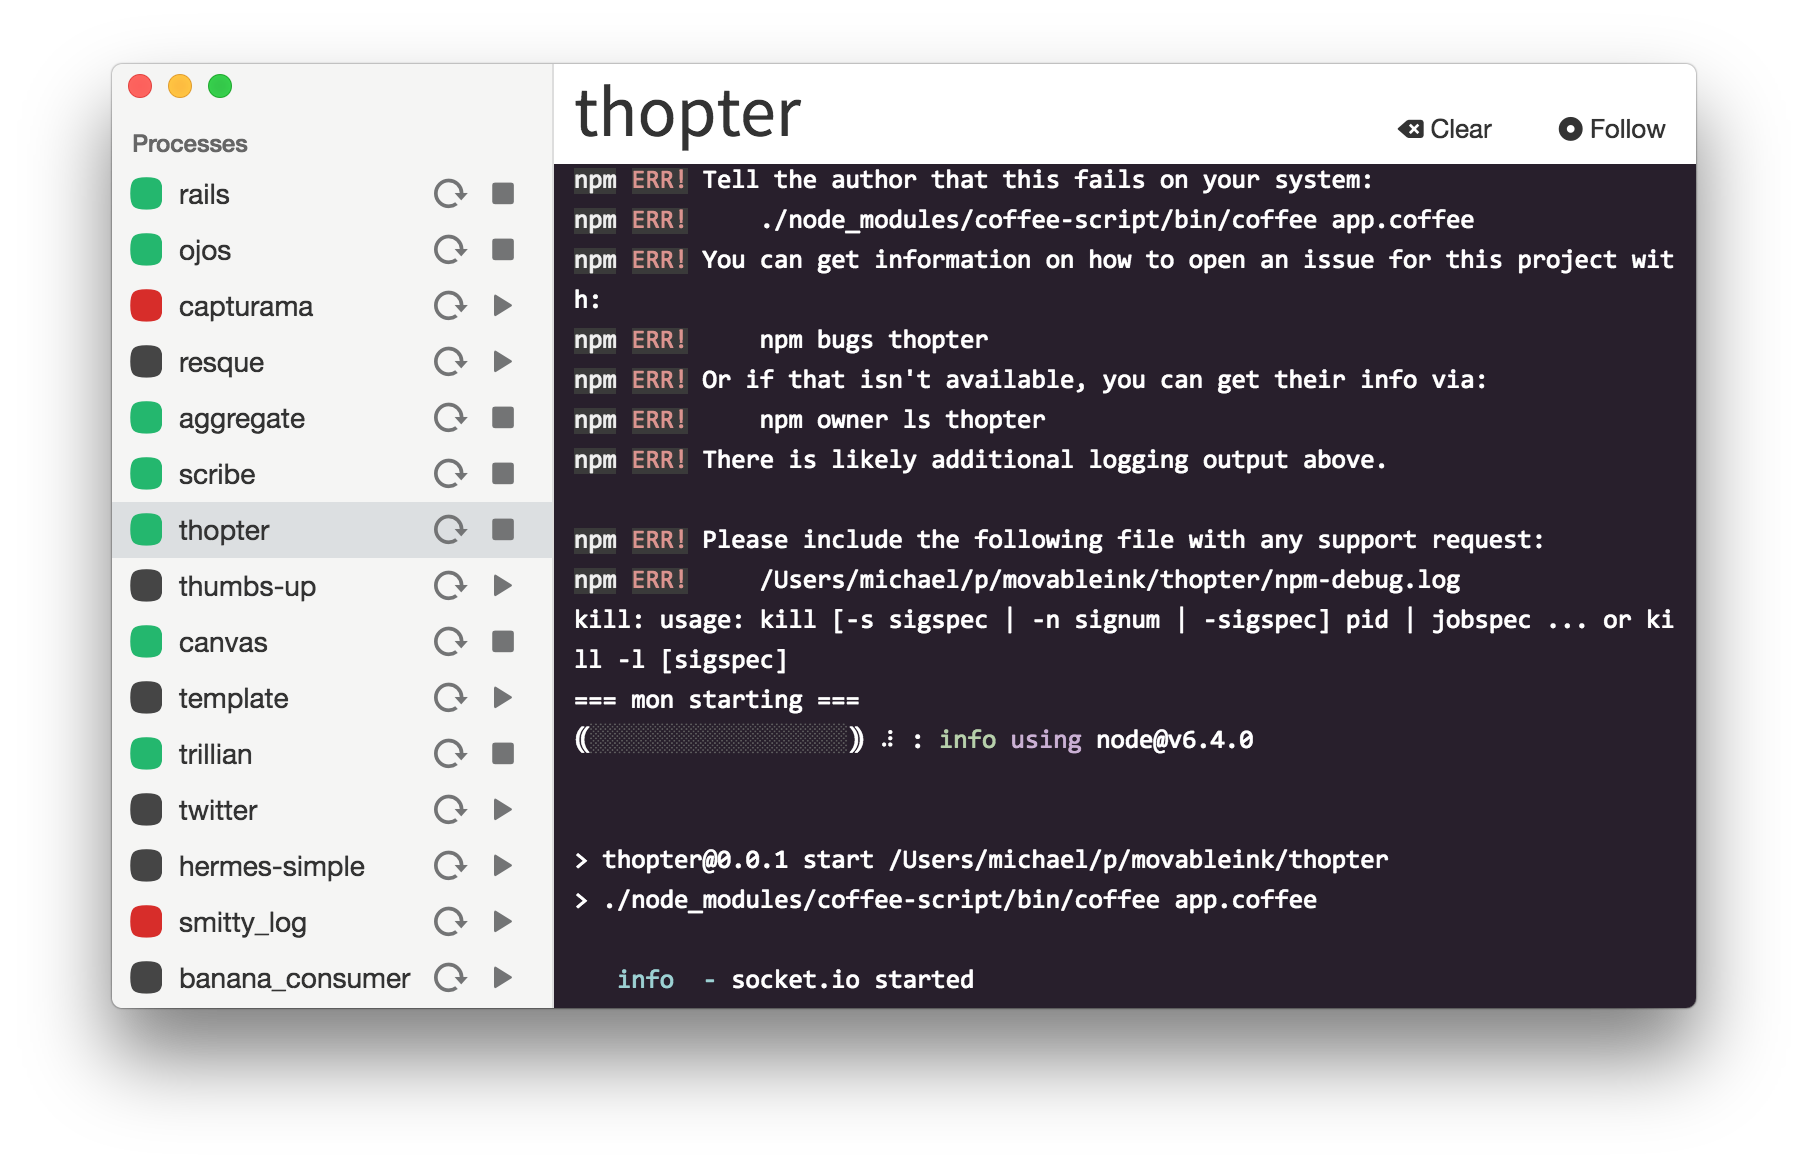 Processes
rails
ojos
capturama
resque
aggregate
scribe
thopter
thumbs-up
canvas
template
trillian
twitter
hermes-simple
smitty_log
banana_consumer
thopter
Clear
Follow
npm ERR! Tell the author that this fails on your system:
npm ERR!     ./node_modules/coffee-script/bin/coffee app.coffee
npm ERR! You can get information on how to open an issue for this project wit
h:
npm ERR!     npm bugs thopter
npm ERR! Or if that isn't available, you can get their info via:
npm ERR!     npm owner ls thopter
npm ERR! There is likely additional logging output above.
npm ERR! Please include the following file with any support request:
npm ERR!     /Users/michael/p/movableink/thopter/npm-debug.log
kill: usage: kill [-s sigspec | -n signum | -sigspec] pid | jobspec ... or ki
ll -l [sigspec]
=== mon starting ===
⸨░░░░░░░░░░░░░░░░░░⸩ ⠼ : info using node@v6.4.0
> thopter@0.0.1 start /Users/michael/p/movableink/thopter
> ./node_modules/coffee-script/bin/coffee app.coffee
   info  - socket.io started